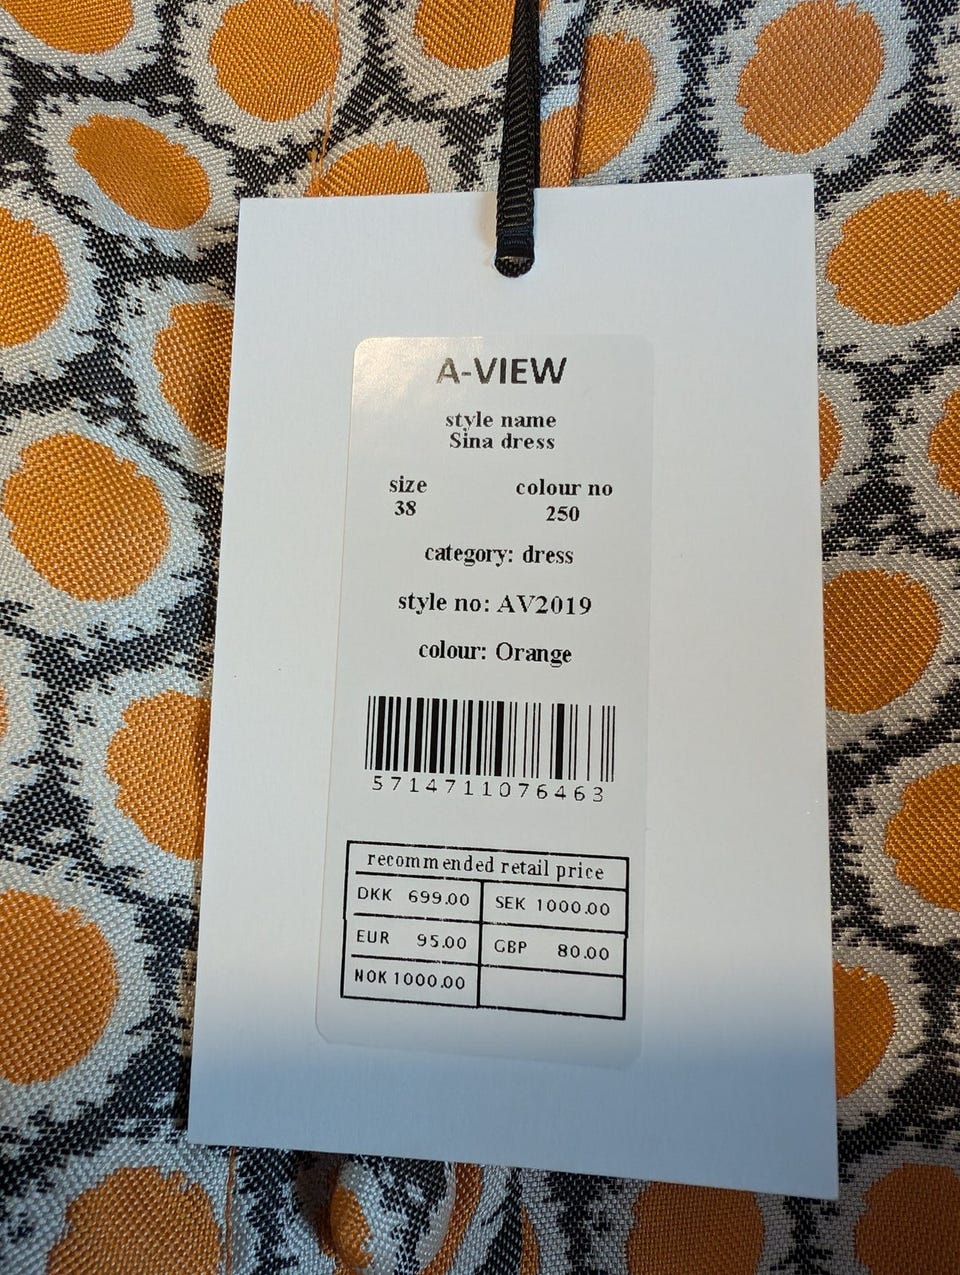 A-VIEW
style name
Sina dress
size colour no
38 250
category: dress
style no: AV2019
colour: Orange
5714711076463
recommended retail price
DKK 699.00 SEK 1000.00
EUR 95.00 GBP 80.00
NOK 1000.00